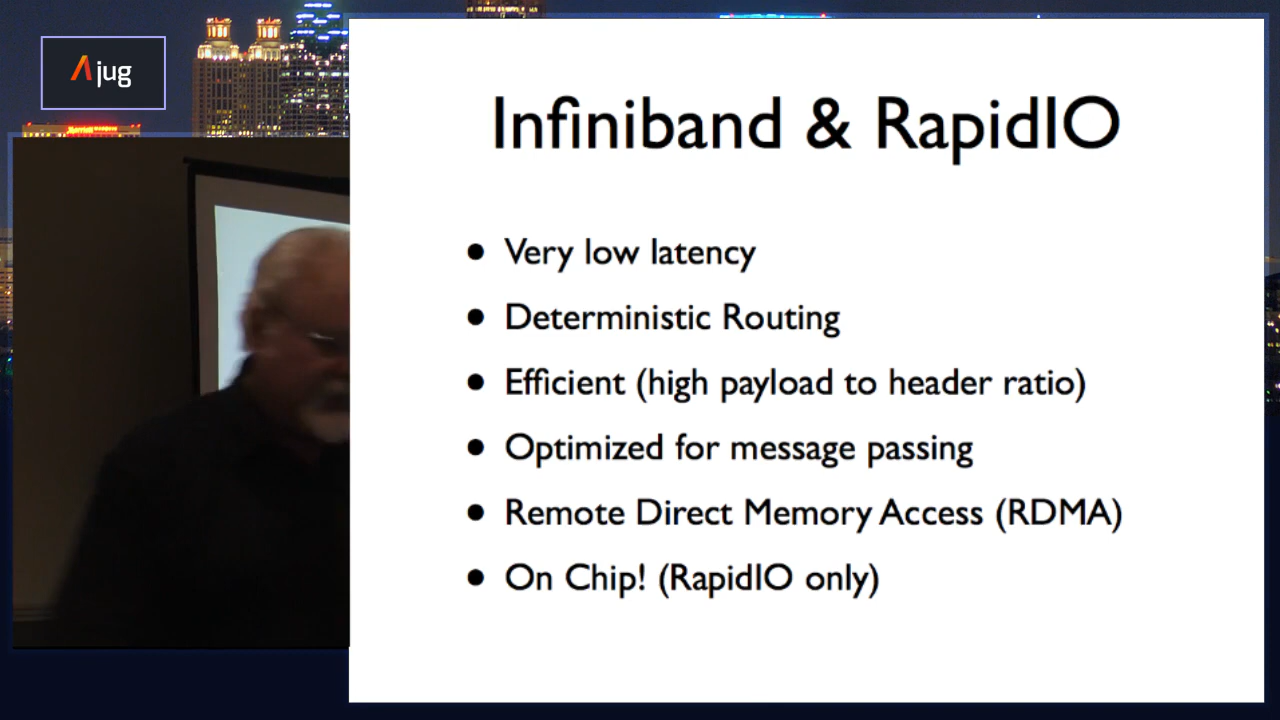 Λjug
Infiniband & RapidIO
• Very low latency
• Deterministic Routing
• Efficient (high payload to header ratio)
• Optimized for message passing
• Remote Direct Memory Access (RDMA)
• On Chip! (RapidIO only)